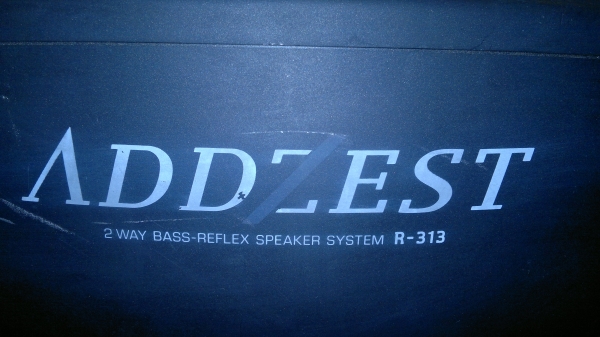 ADDZEST
2 WAY BASS-REFLEX SPEAKER SYSTEM R-313